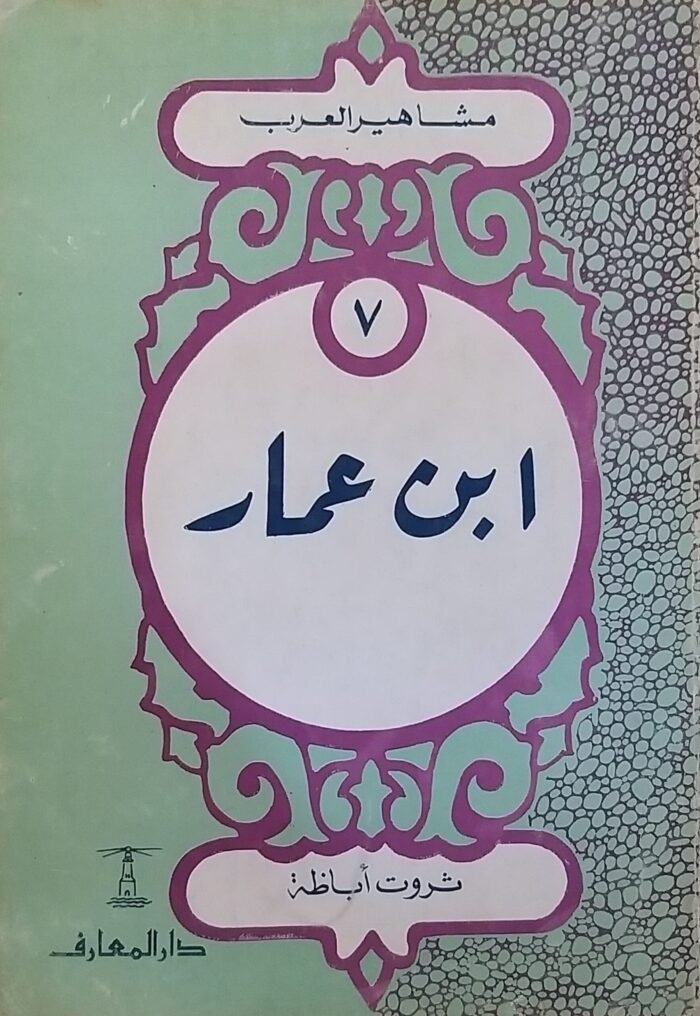 مشاهير العرب
٧
ابن عمار
ثروت أباظة
دار المعارف